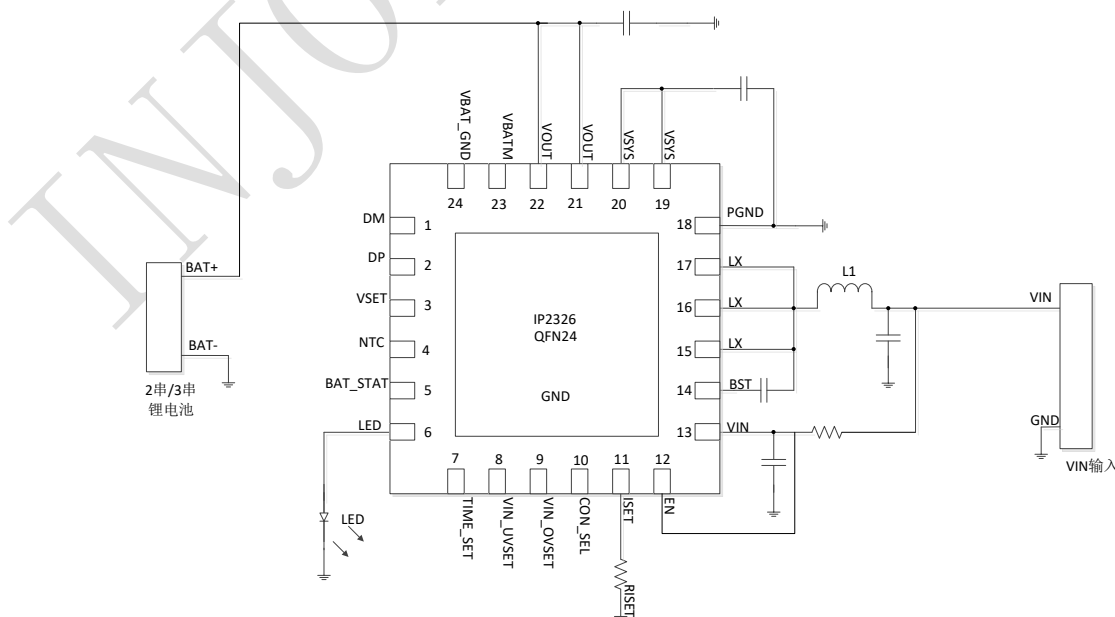 INJO
VBAT_GND
VBATM
VOUT
VOUT
VSYS
VSYS
24
23
22
21
20
19
DM
1
DP
2
VSET
3
NTC
4
BAT_STAT
5
LED
6
IP2326
QFN24
GND
18
PGND
17
LX
16
LX
15
LX
14
BST
13
VIN
7
8
9
10
11
12
TIME_SET
VIN_UVSET
VIN_OVSET
CON_SEL
ISET
EN
RISET
BAT+
BAT-
2串/3串
锂电池
LED
L1
VIN
GND
VIN输入